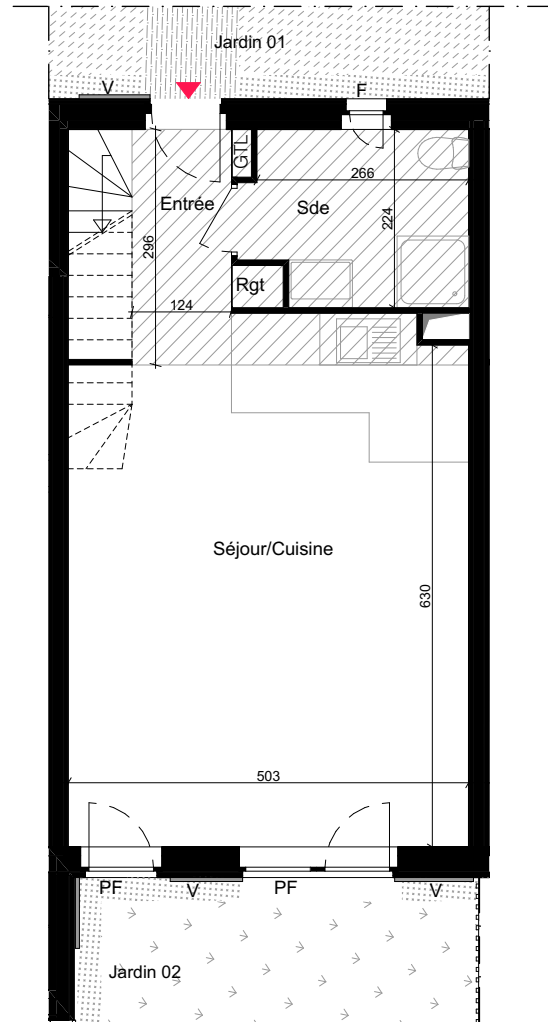 Jardin 01
V
F
GTL
266
Entrée
Sde
224
296
Rgt
124
Séjour/Cuisine
630
503
PF
V
PF
V
Jardin 02